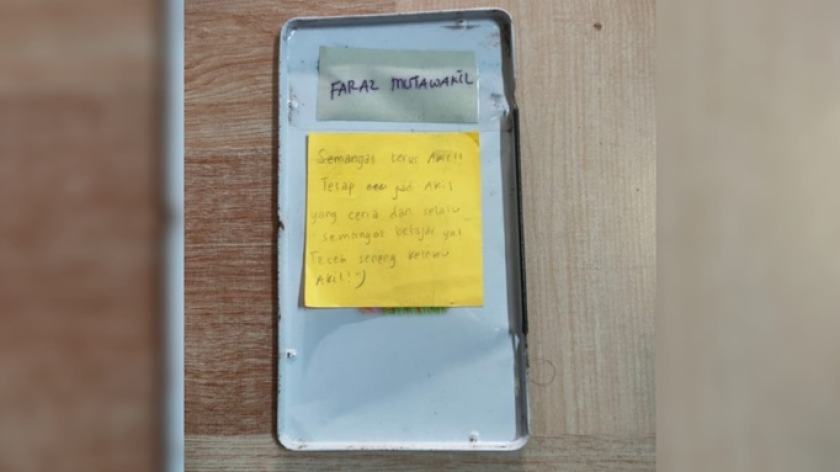 FARAZ MUTAWAKIL
Semangat terus Akil!!
Tetap jadi Akil
yang ceria dan selalu
semangat belajar ya!
Teteh seneng ketemu
Akil! :)